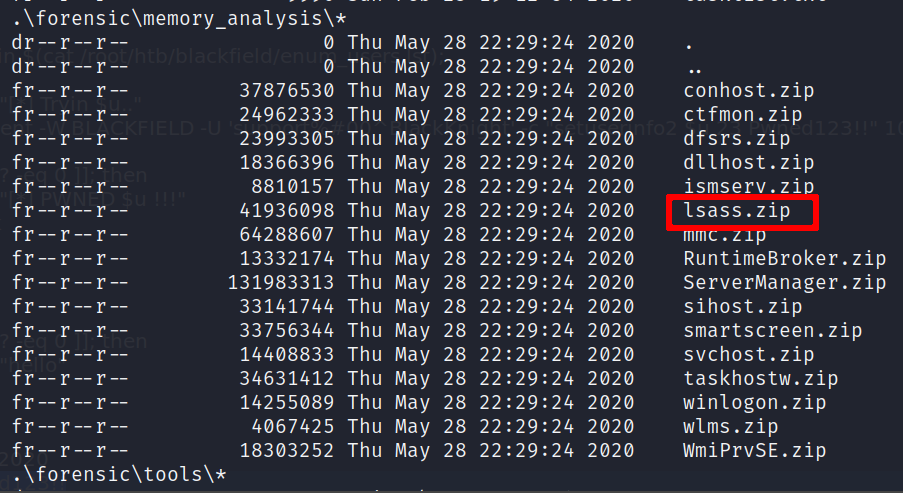 .\forensic\memory_analysis\*
dr--r--r-- 0 Thu May 28 22:29:24 2020 .
dr--r--r-- 0 Thu May 28 22:29:24 2020 ..
fr--r--r-- 37876530 Thu May 28 22:29:24 2020 conhost.zip
fr--r--r-- 24962333 Thu May 28 22:29:24 2020 ctfmon.zip
fr--r--r-- 23993305 Thu May 28 22:29:24 2020 dfsrs.zip
fr--r--r-- 18366396 Thu May 28 22:29:24 2020 dllhost.zip
fr--r--r-- 8810157 Thu May 28 22:29:24 2020 ismserv.zip
fr--r--r-- 41936098 Thu May 28 22:29:24 2020 lsass.zip
fr--r--r-- 64288607 Thu May 28 22:29:24 2020 mmc.zip
fr--r--r-- 13332174 Thu May 28 22:29:24 2020 RuntimeBroker.zip
fr--r--r-- 131983313 Thu May 28 22:29:24 2020 ServerManager.zip
fr--r--r-- 33141744 Thu May 28 22:29:24 2020 sihost.zip
fr--r--r-- 33756344 Thu May 28 22:29:24 2020 smartscreen.zip
fr--r--r-- 14408833 Thu May 28 22:29:24 2020 svchost.zip
fr--r--r-- 34631412 Thu May 28 22:29:24 2020 taskhostw.zip
fr--r--r-- 14255089 Thu May 28 22:29:24 2020 winlogon.zip
fr--r--r-- 4067425 Thu May 28 22:29:24 2020 wlms.zip
fr--r--r-- 18303252 Thu May 28 22:29:24 2020 WmiPrvSE.zip
.\forensic\tools\*